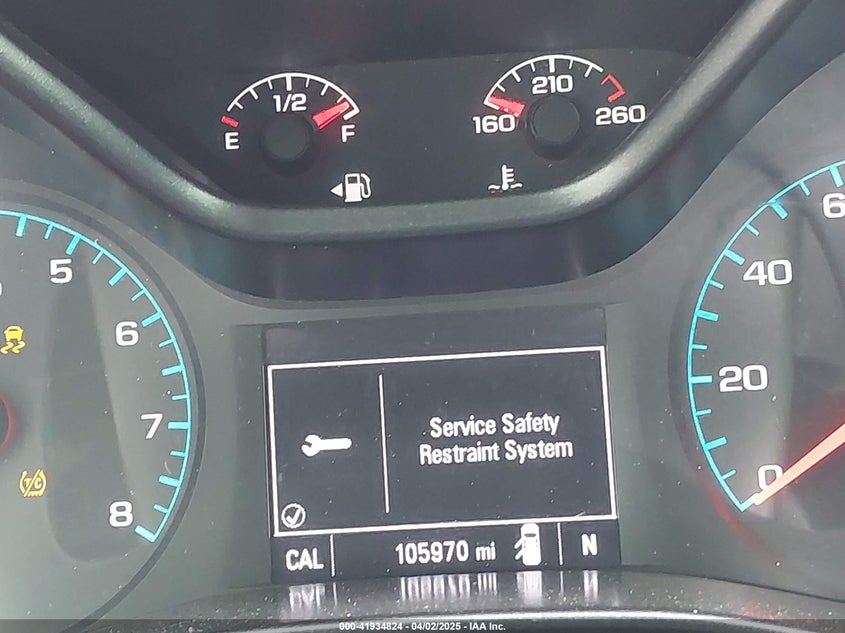 E 1/2 F
160 210 260
5
6
7
8
T/C
40
20
0
Service Safety
Restraint System
CAL 105970 mi N
000-41934824 - 04/02/2025 - IAA Inc.